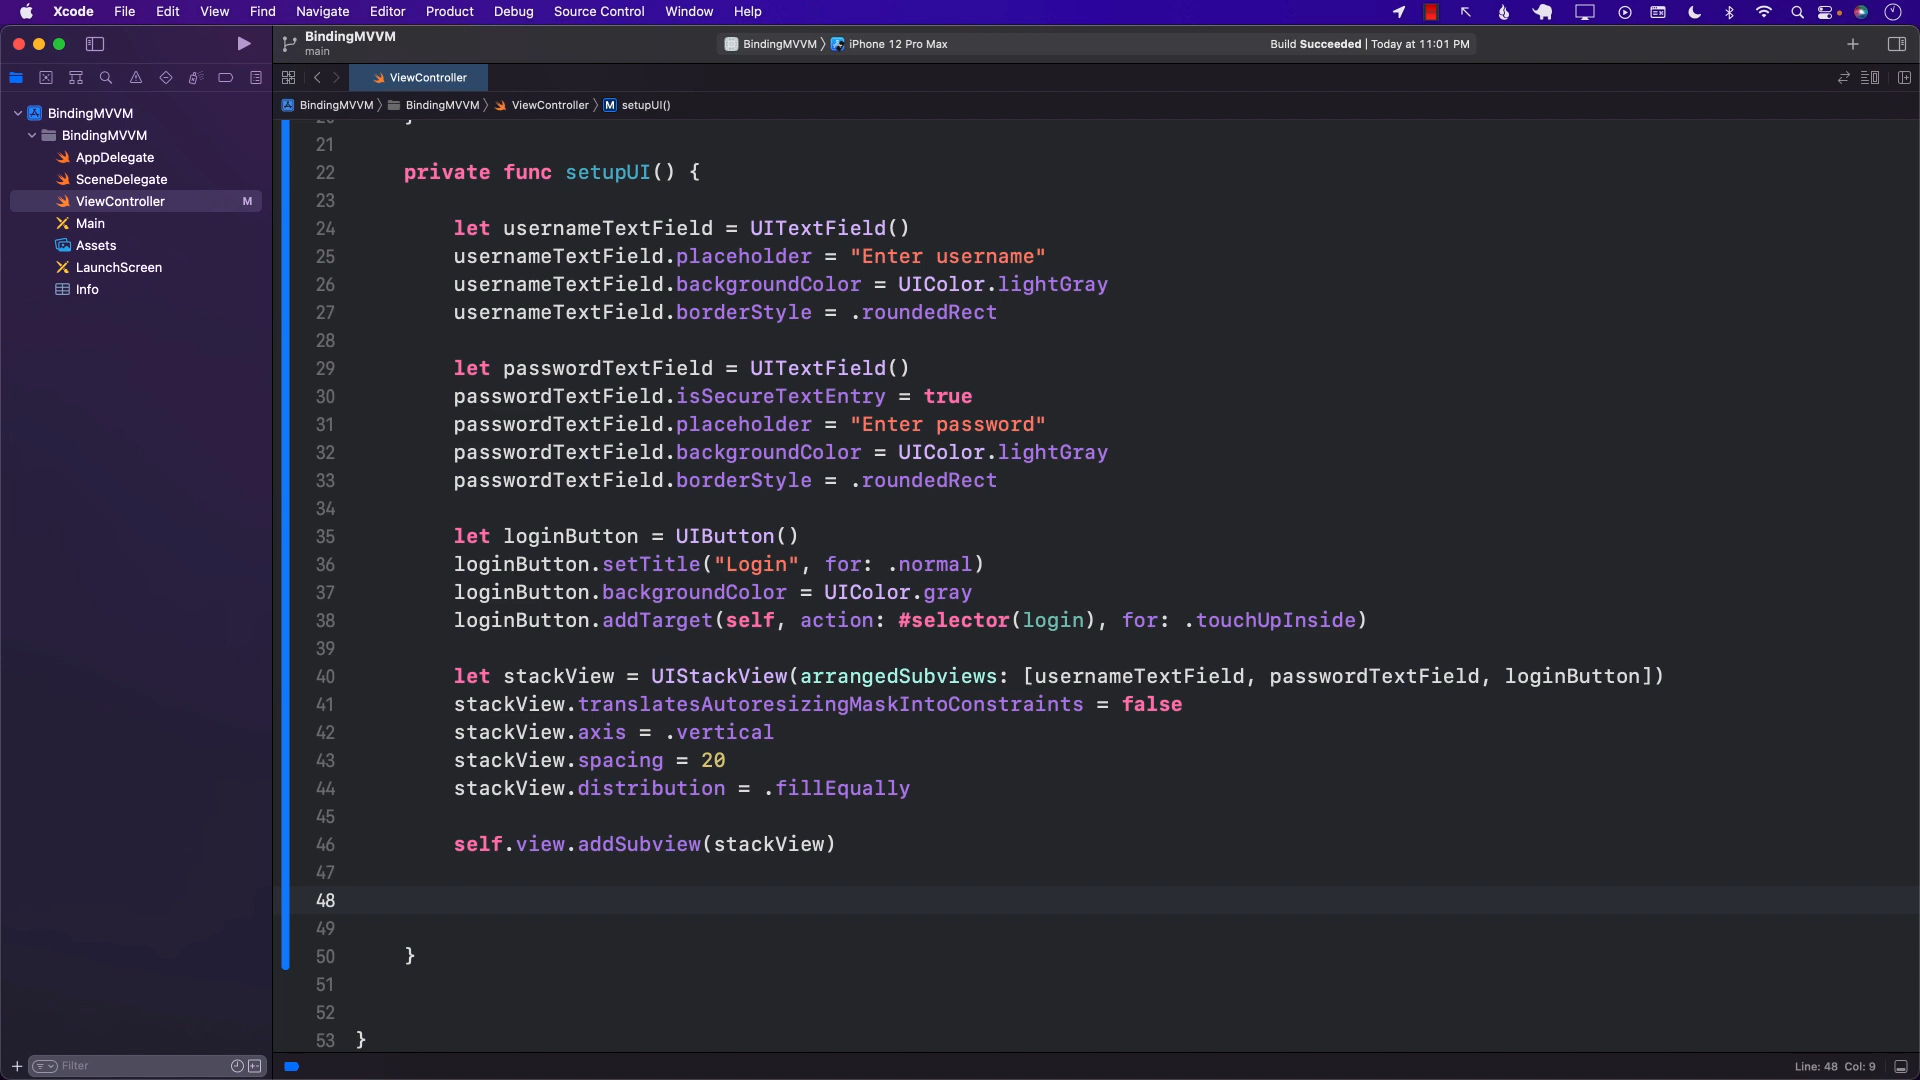 Xcode File Edit View Find Navigate Editor Product Debug Source Control Window Help
BindingMVVM
main
BindingMVVM iPhone 12 Pro Max
Build Succeeded | Today at 11:01 PM
ViewController
BindingMVVM BindingMVVM ViewController M setupUI()
BindingMVVM
BindingMVVM
AppDelegate
SceneDelegate
ViewController M
Main
Assets
LaunchScreen
Info
Filter
21
22 private func setupUI() {
23
24 let usernameTextField = UITextField()
25 usernameTextField.placeholder = "Enter username"
26 usernameTextField.backgroundColor = UIColor.lightGray
27 usernameTextField.borderStyle = .roundedRect
28
29 let passwordTextField = UITextField()
30 passwordTextField.isSecureTextEntry = true
31 passwordTextField.placeholder = "Enter password"
32 passwordTextField.backgroundColor = UIColor.lightGray
33 passwordTextField.borderStyle = .roundedRect
34
35 let loginButton = UIButton()
36 loginButton.setTitle("Login", for: .normal)
37 loginButton.backgroundColor = UIColor.gray
38 loginButton.addTarget(self, action: #selector(login), for: .touchUpInside)
39
40 let stackView = UIStackView(arrangedSubviews: [usernameTextField, passwordTextField, loginButton])
41 stackView.translatesAutoresizingMaskIntoConstraints = false
42 stackView.axis = .vertical
43 stackView.spacing = 20
44 stackView.distribution = .fillEqually
45
46 self.view.addSubview(stackView)
47
48
49
50 }
51
52
53 }
Line: 48 Col: 9